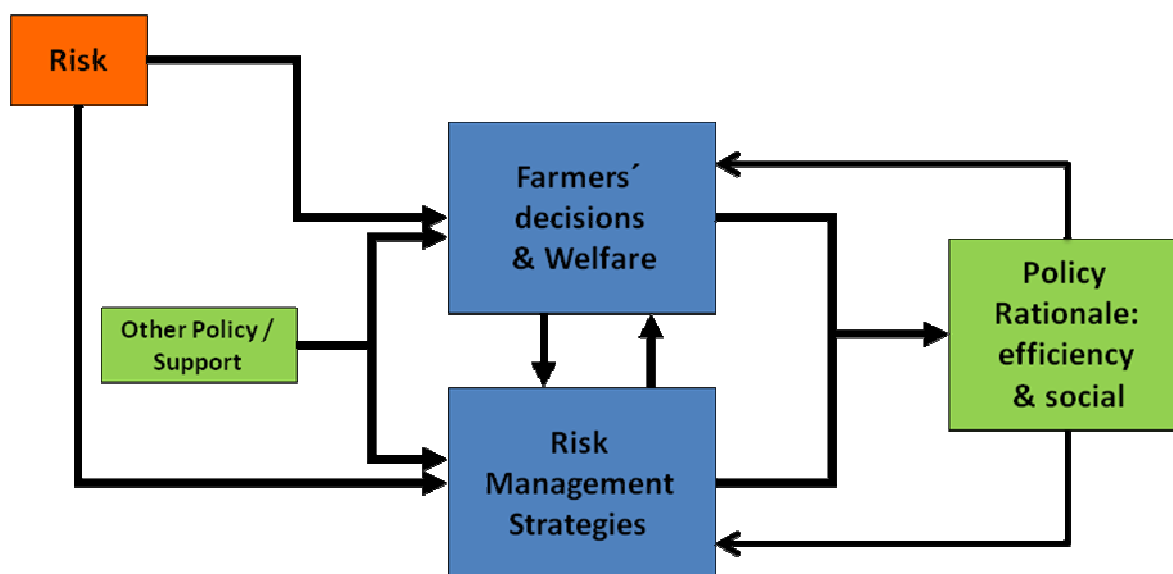 Risk
Farmers´
decisions
& Welfare
Other Policy /
Support
Policy
Rationale:
efficiency
& social
Risk
Management
Strategies